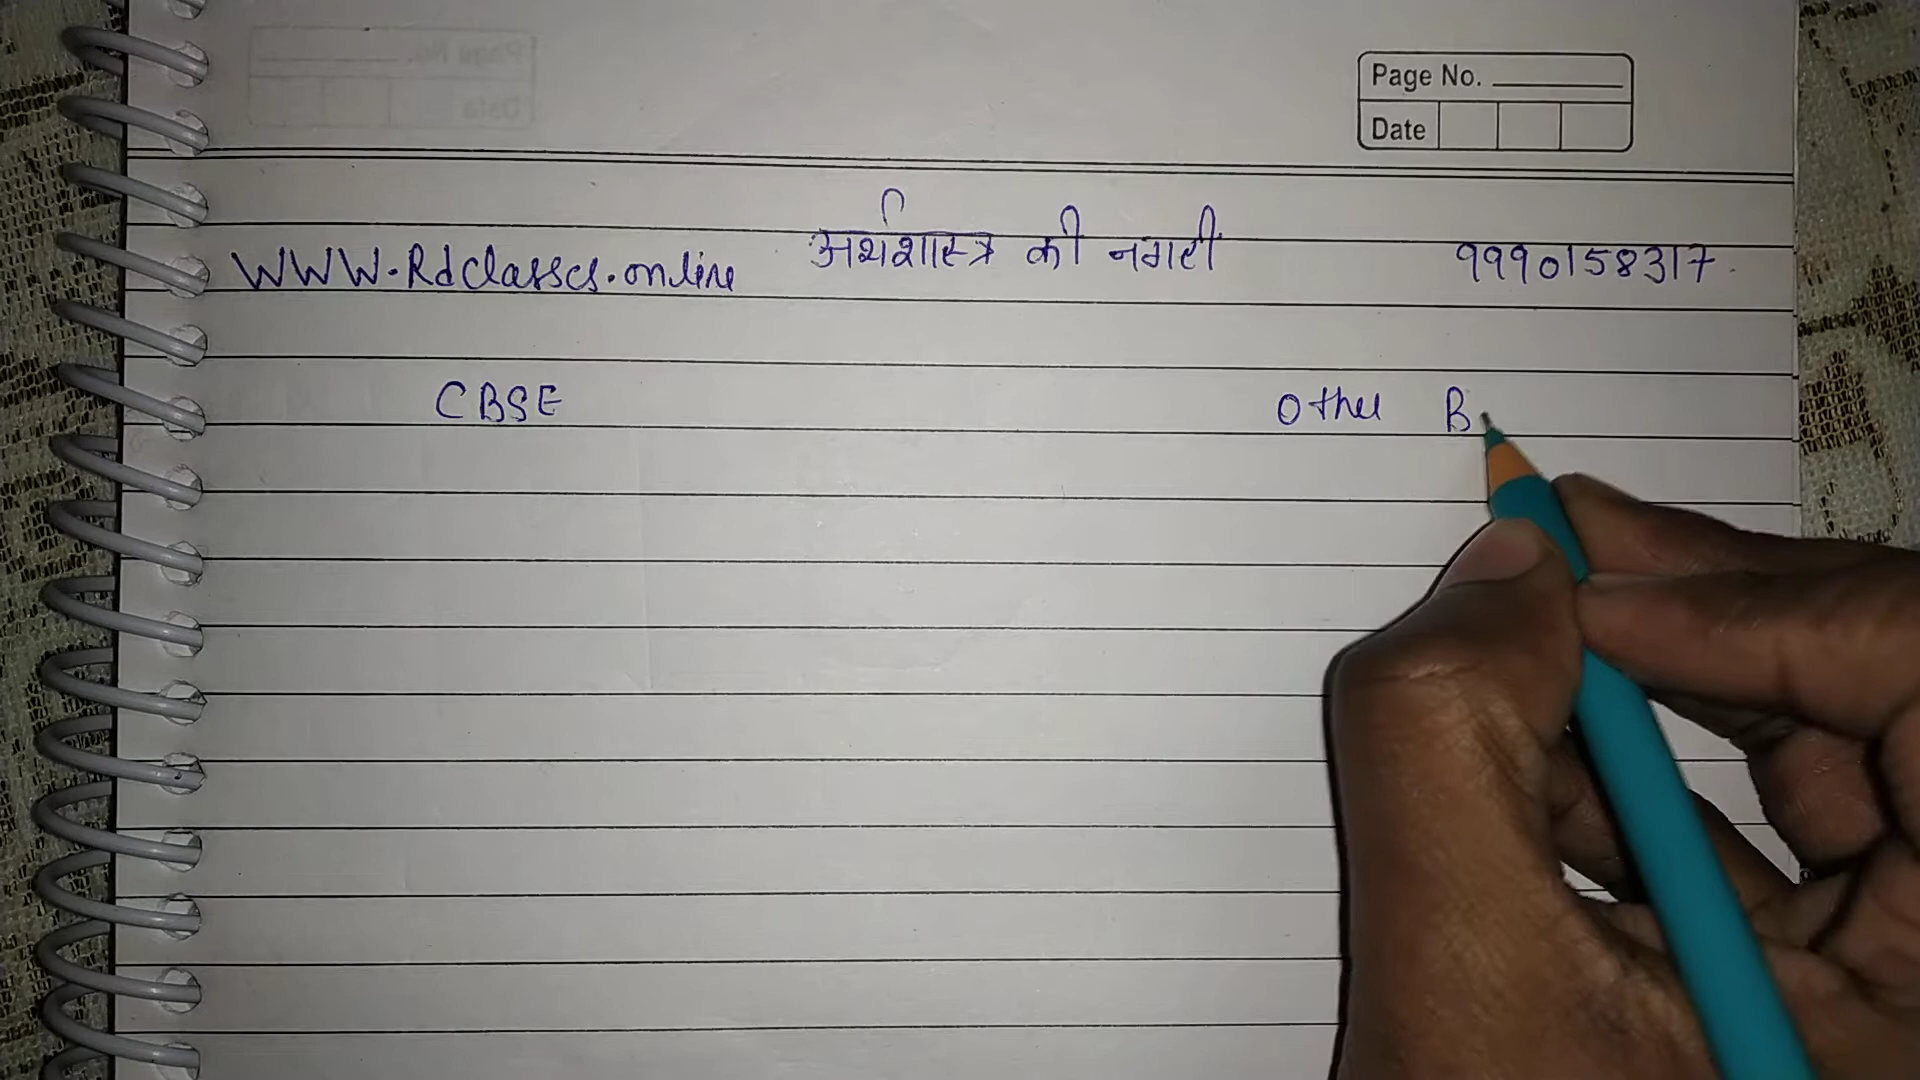 Page No.
Date
WWW.Rdclasses.online अर्थशास्त्र की नगरी 9990158317
CBSE Other B